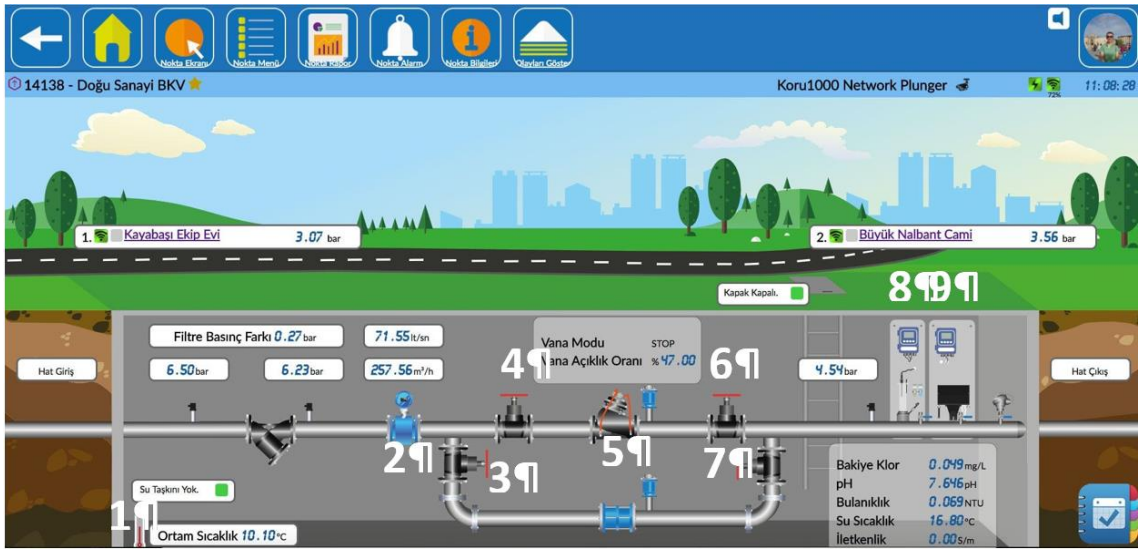 Nokta Ekranı
Nokta Menü
Nokta Rapor
Nokta Alarm
Nokta Bilgileri
Olayları Göster
14138 - Doğu Sanayi BKV
Koru1000 Network Plunger
72%
11:08:28
1. Kayabaşı Ekip Evi 3.07 bar
2. Büyük Nalbant Cami 3.56 bar
Kapak Kapalı.
8¶
9¶
Filtre Basınç Farkı 0.27 bar
71.55 lt/sn
Vana Modu STOP
Vana Açıklık Oranı %47.00
4¶
6¶
Hat Giriş
6.50 bar
6.23 bar
257.56 m³/h
4.54 bar
Hat Çıkış
2¶
3¶
5¶
7¶
Su Taşkını Yok.
1¶
Ortam Sıcaklık 10.10 °C
Bakiye Klor 0.049 mg/L
pH 7.646 pH
Bulanıklık 0.069 NTU
Su Sıcaklık 16.80 °C
İletkenlik 0.00 S/m